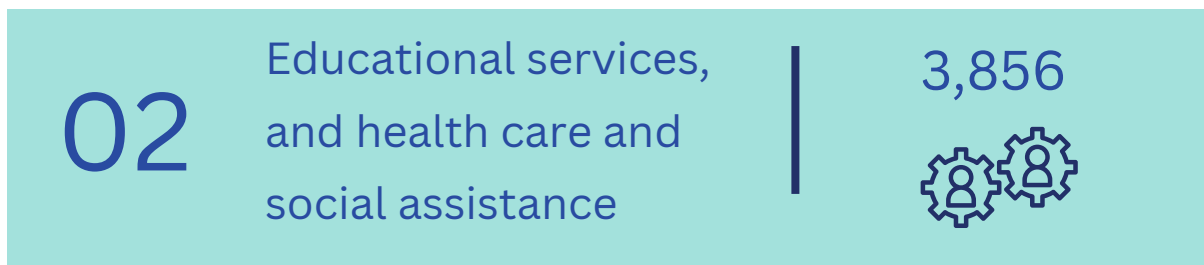 02
Educational services,
and health care and
social assistance
3,856